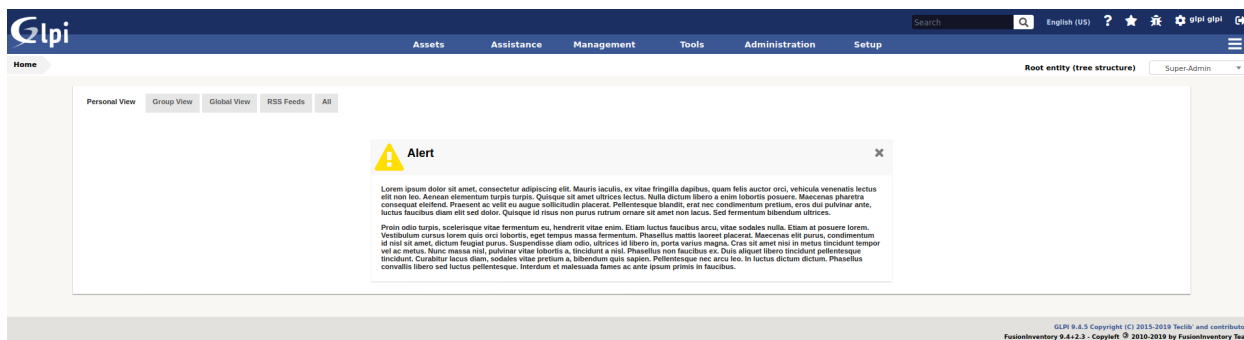 Glpi
Search
English (US)
?
glpi glpi
Assets Assistance Management Tools Administration Setup
Home
Root entity (tree structure)
Super-Admin
Personal View Group View Global View RSS Feeds All
Alert
Lorem ipsum dolor sit amet, consectetur adipiscing elit. Mauris iaculis, ex vitae fringilla dapibus, quam felis auctor orci, vehicula venenatis lectus
elit non leo. Aenean elementum turpis turpis. Quisque sit amet ultrices lectus. Nulla dictum libero a enim lobortis posuere. Maecenas pharetra
consequat eleifend. Praesent ac velit eu augue sollicitudin placerat. Pellentesque blandit, erat nec condimentum pretium, eros dui pulvinar ante,
luctus faucibus diam elit sed dolor. Quisque id risus non purus rutrum ornare sit amet non lacus. Sed fermentum bibendum ultrices.
Proin odio turpis, scelerisque vitae fermentum eu, hendrerit vitae enim. Etiam luctus faucibus arcu, vitae sodales nulla. Etiam at posuere lorem.
Vestibulum cursus lorem quis orci lobortis, eget tempus massa fermentum. Phasellus mattis laoreet placerat. Maecenas elit purus, condimentum
id nisl sit amet, dictum feugiat purus. Suspendisse diam odio, ultrices id libero in, porta varius magna. Cras sit amet nisi in metus tincidunt tempor
vel ac metus. Nunc massa nisl, pulvinar vitae lobortis a, tincidunt a nisl. Phasellus non faucibus ex. Duis aliquet libero tincidunt pellentesque
tincidunt. Curabitur lacus diam, sodales vitae pretium a, bibendum quis sapien. Pellentesque nec arcu leo. In luctus dictum dictum. Phasellus
convallis libero sed luctus pellentesque. Interdum et malesuada fames ac ante ipsum primis in faucibus.
GLPI 9.4.5 Copyright (C) 2015-2019 Teclib' and contributo
FusionInventory 9.4+2.3 - Copyleft 🄯 2010-2019 by FusionInventory Tea